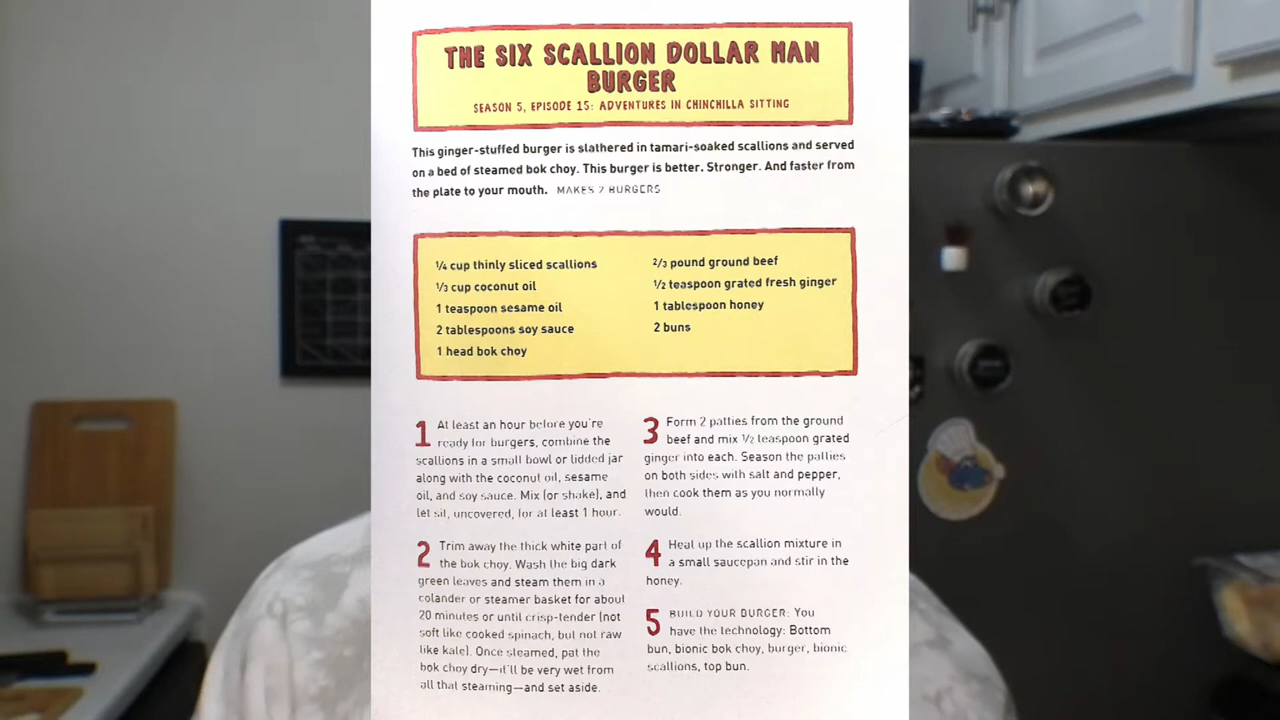 THE SIX SCALLION DOLLAR MAN
BURGER
SEASON 5, EPISODE 15: ADVENTURES IN CHINCHILLA SITTING
This ginger-stuffed burger is slathered in tamari-soaked scallions and served
on a bed of steamed bok choy. This burger is better. Stronger. And faster from
the plate to your mouth. MAKES 2 BURGERS
1/4 cup thinly sliced scallions
1/3 cup coconut oil
1 teaspoon sesame oil
2 tablespoons soy sauce
1 head bok choy
2/3 pound ground beef
1/2 teaspoon grated fresh ginger
1 tablespoon honey
2 buns
1 At least an hour before you're
ready for burgers, combine the
scallions in a small bowl or lidded jar
along with the coconut oil, sesame
oil, and soy sauce. Mix (or shake), and
let sit, uncovered, for at least 1 hour.
2 Trim away the thick white part of
the bok choy. Wash the big dark
green leaves and steam them in a
colander or steamer basket for about
20 minutes or until crisp-tender (not
soft like cooked spinach, but not raw
like kale). Once steamed, pat the
bok choy dry—it'll be very wet from
all that steaming—and set aside.
3 Form 2 patties from the ground
beef and mix 1/2 teaspoon grated
ginger into each. Season the patties
on both sides with salt and pepper,
then cook them as you normally
would.
4 Heat up the scallion mixture in
a small saucepan and stir in the
honey.
5 BUILD YOUR BURGER: You
have the technology: Bottom
bun, bionic bok choy, burger, bionic
scallions, top bun.